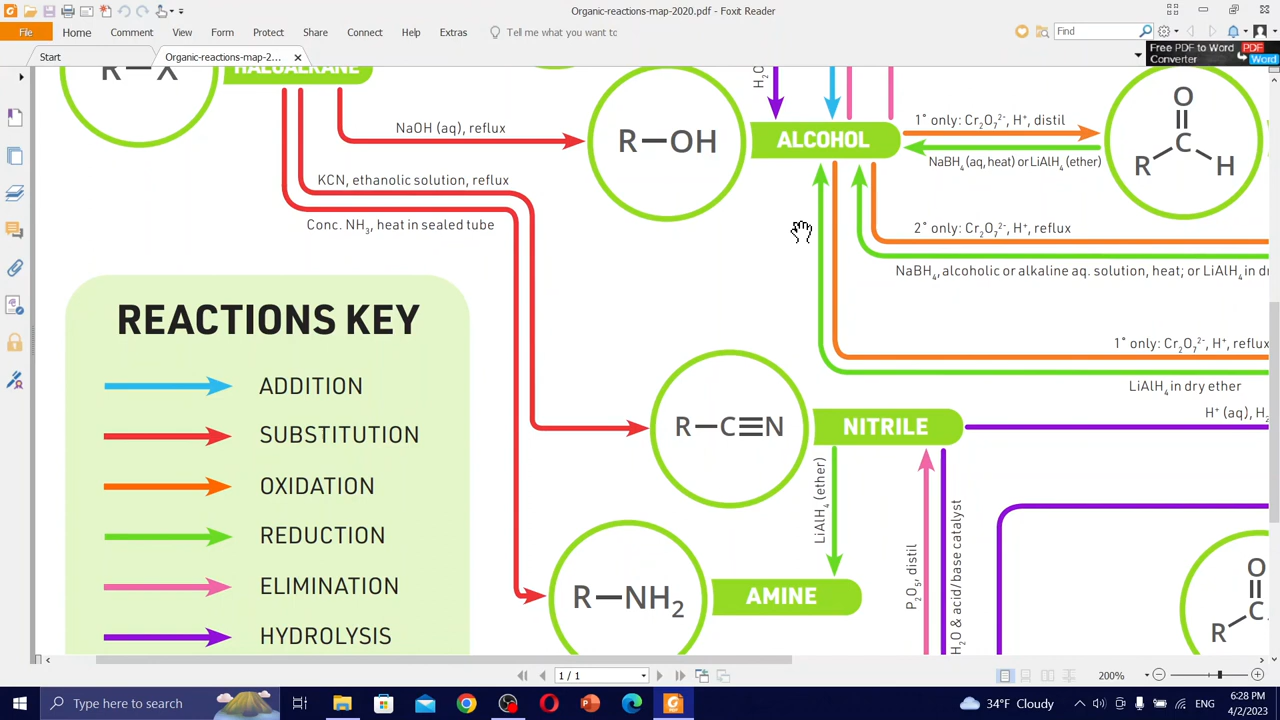 Organic-reactions-map-2020.pdf - Foxit Reader
File Home Comment View Form Protect Share Connect Help Extras Tell me what you want to Find
Start Organic-reactions-map-2... Free PDF to Word PDF
Converter Word
R—X HALOALKANE
H2O
NaOH (aq), reflux
KCN, ethanolic solution, reflux
Conc. NH3, heat in sealed tube
R—OH ALCOHOL
1° only: Cr2O7²⁻, H⁺, distil
NaBH4 (aq, heat) or LiAlH4 (ether)
O
C
R H
2° only: Cr2O7²⁻, H⁺, reflux
NaBH4, alcoholic or alkaline aq. solution, heat; or LiAlH4 in dr
1° only: Cr2O7²⁻, H⁺, reflux
LiAlH4 in dry ether
H⁺ (aq), H2
R—C≡N NITRILE
LiAlH4 (ether)
P2O5, distil
H2O & acid/base catalyst
R—NH2 AMINE
O
C
R
REACTIONS KEY
ADDITION
SUBSTITUTION
OXIDATION
REDUCTION
ELIMINATION
HYDROLYSIS
1 / 1 200%
Type here to search 34°F Cloudy ENG 6:28 PM
4/2/2023